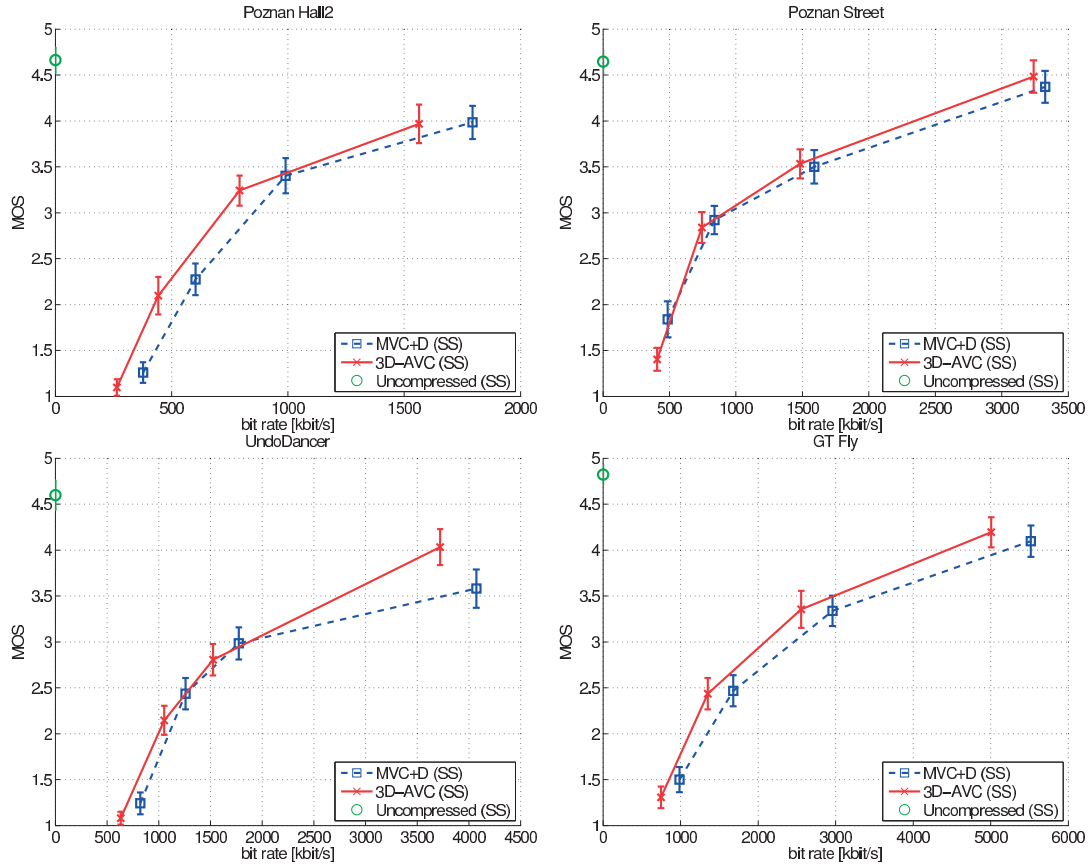 Poznan Hall2
5
4.5
4
3.5
3
2.5
2
1.5
1
MOS
0
500
1000
1500
2000
bit rate [kbit/s]
MVC+D (SS)
3D-AVC (SS)
Uncompressed (SS)
Poznan Street
5
4.5
4
3.5
3
2.5
2
1.5
1
MOS
0
500
1000
1500
2000
2500
3000
3500
bit rate [kbit/s]
MVC+D (SS)
3D-AVC (SS)
Uncompressed (SS)
UndoDancer
5
4.5
4
3.5
3
2.5
2
1.5
1
MOS
0
500
1000
1500
2000
2500
3000
3500
4000
4500
bit rate [kbit/s]
MVC+D (SS)
3D-AVC (SS)
Uncompressed (SS)
GT Fly
5
4.5
4
3.5
3
2.5
2
1.5
1
MOS
0
1000
2000
3000
4000
5000
6000
bit rate [kbit/s]
MVC+D (SS)
3D-AVC (SS)
Uncompressed (SS)